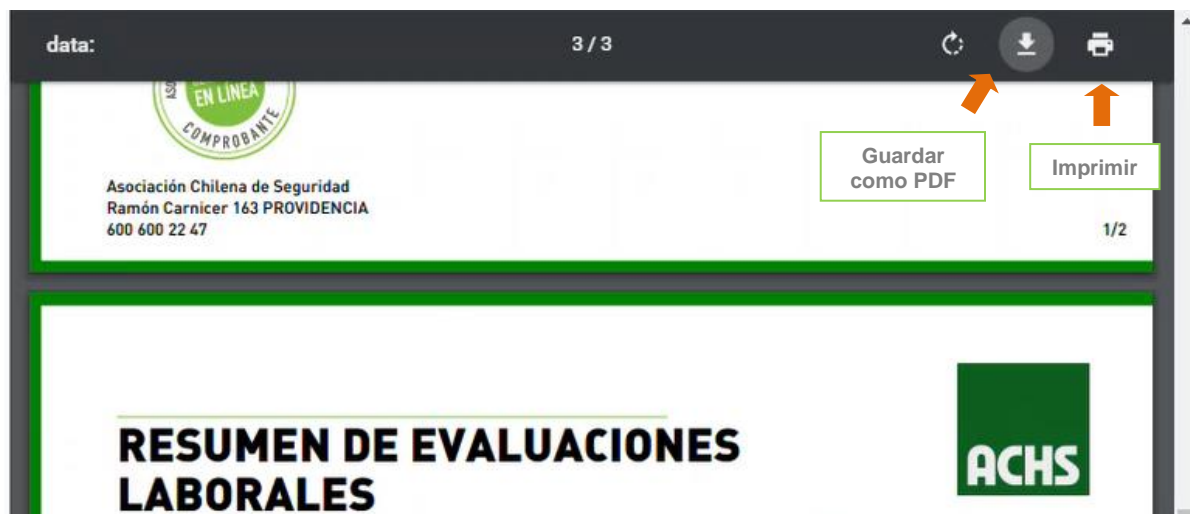 data:
3 / 3
EN LINEA
COMPROBANTE
Guardar
como PDF
Imprimir
Asociación Chilena de Seguridad
Ramón Carnicer 163 PROVIDENCIA
600 600 22 47
1/2
RESUMEN DE EVALUACIONES
LABORALES
ACHS